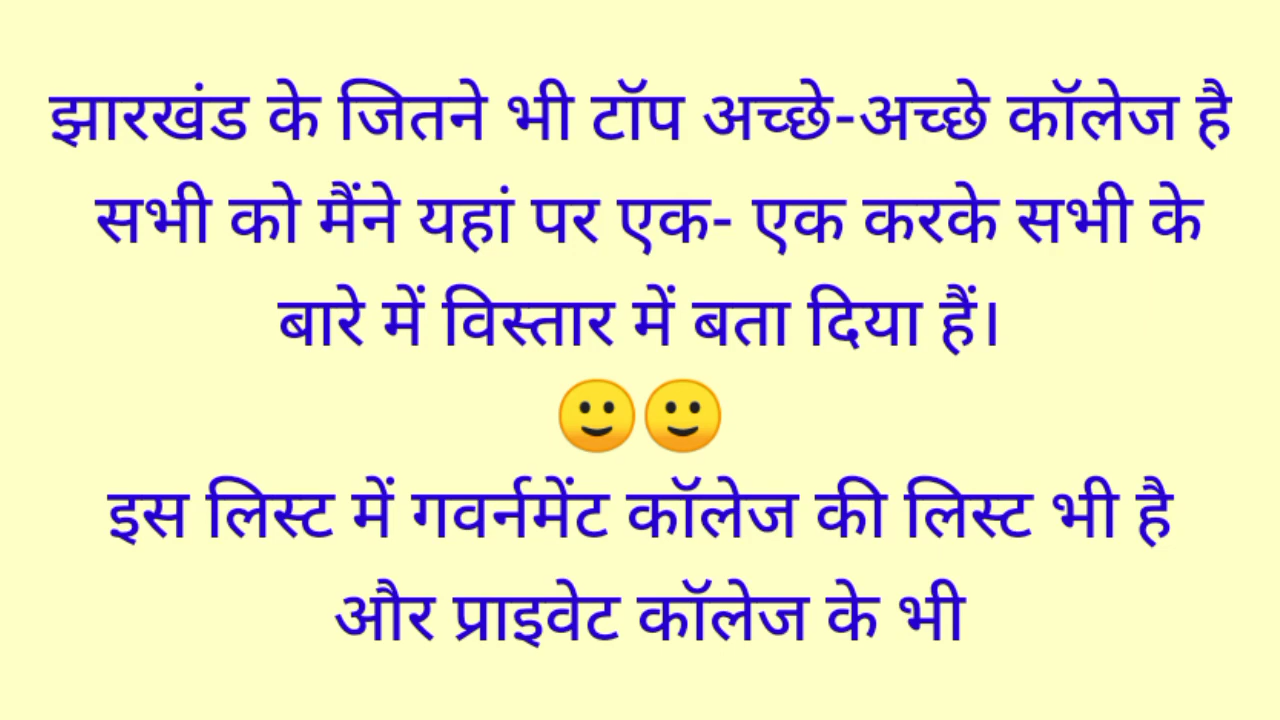 झारखंड के जितने भी टॉप अच्छे-अच्छे कॉलेज है
सभी को मैंने यहां पर एक- एक करके सभी के
बारे में विस्तार में बता दिया हैं।
🙂🙂
इस लिस्ट में गवर्नमेंट कॉलेज की लिस्ट भी है
और प्राइवेट कॉलेज के भी